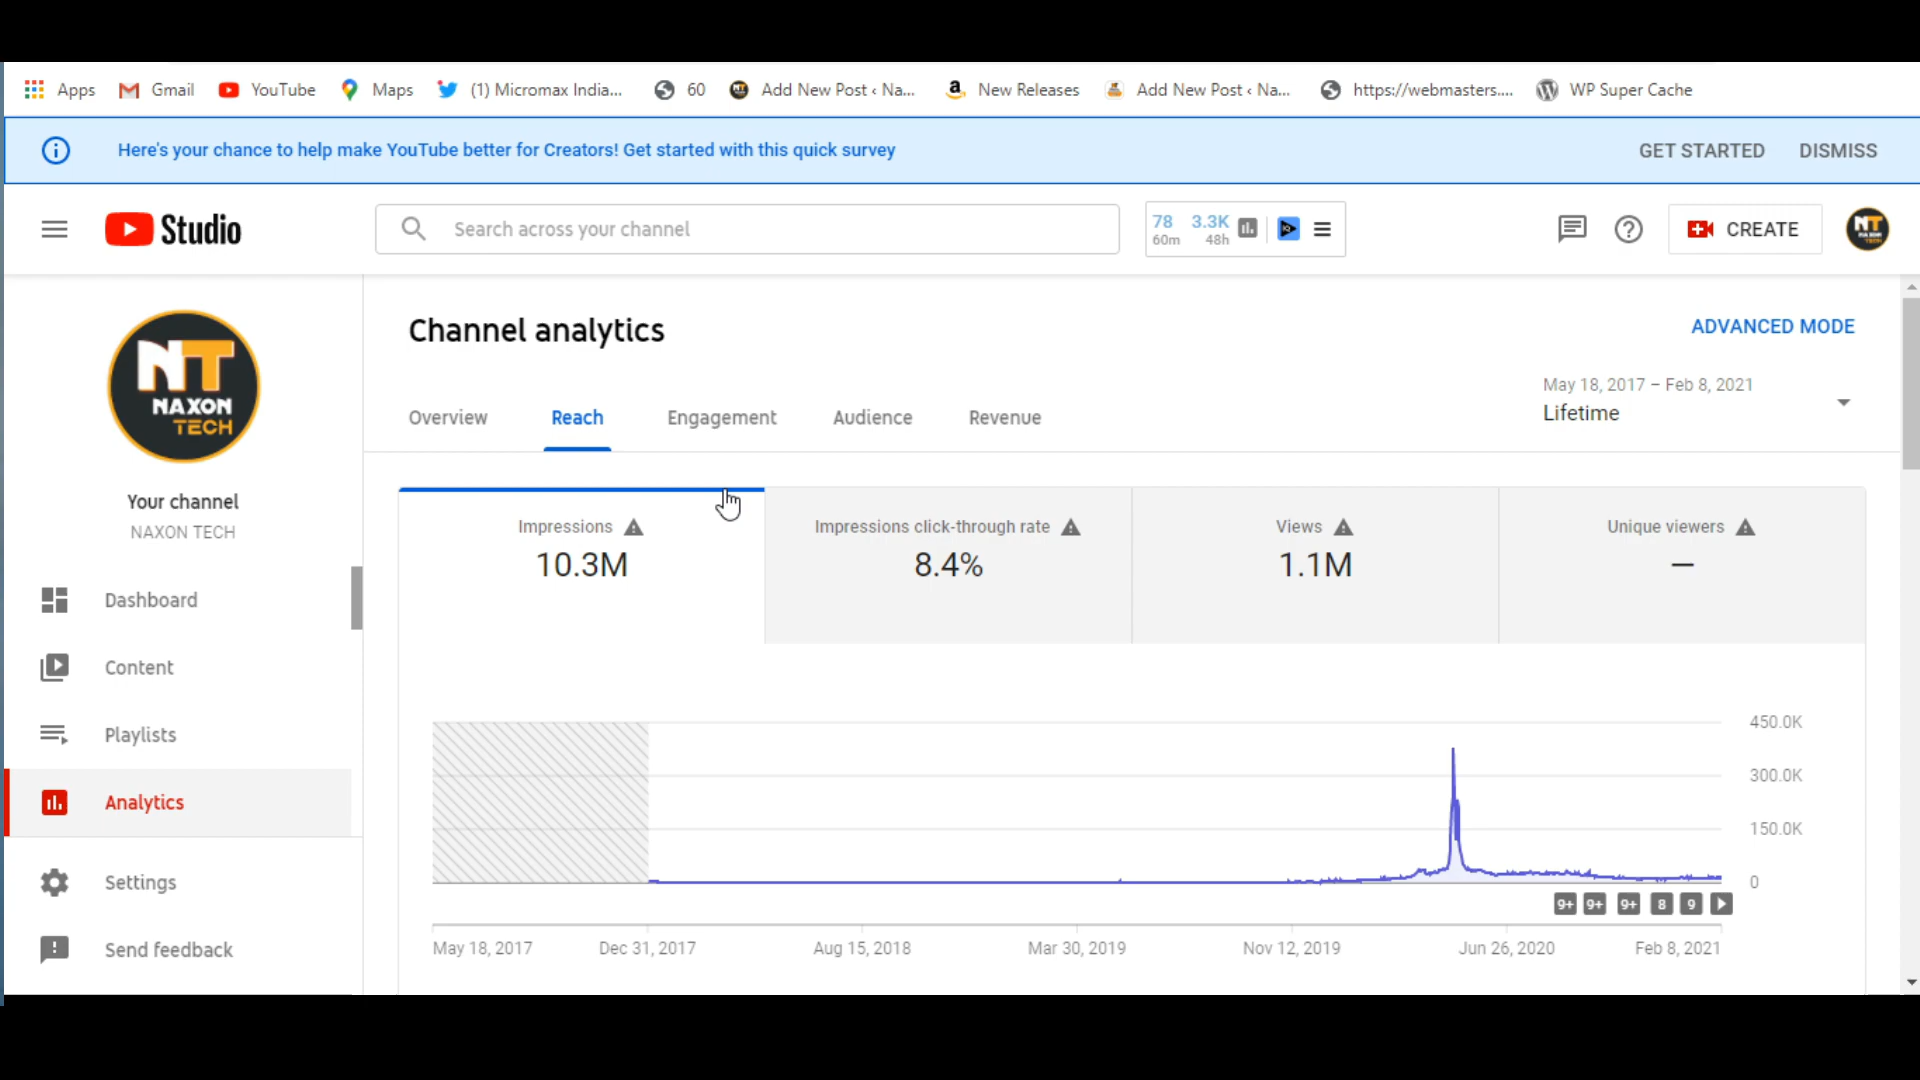 Apps Gmail YouTube Maps (1) Micromax India... 60 Add New Post ‹ Na... New Releases Add New Post ‹ Na... https://webmasters.... WP Super Cache
Here's your chance to help make YouTube better for Creators! Get started with this quick survey GET STARTED DISMISS
Studio Search across your channel 78 3.3K CREATE
60m 48h
NT
NAXON
TECH
Your channel
NAXON TECH
Dashboard
Content
Playlists
Analytics
Settings
Send feedback
Channel analytics ADVANCED MODE
May 18, 2017 – Feb 8, 2021
Lifetime
Overview Reach Engagement Audience Revenue
Impressions Impressions click-through rate Views Unique viewers
10.3M 8.4% 1.1M —
450.0K
300.0K
150.0K
0
9+ 9+ 9+ 8 9
May 18, 2017 Dec 31, 2017 Aug 15, 2018 Mar 30, 2019 Nov 12, 2019 Jun 26, 2020 Feb 8, 2021